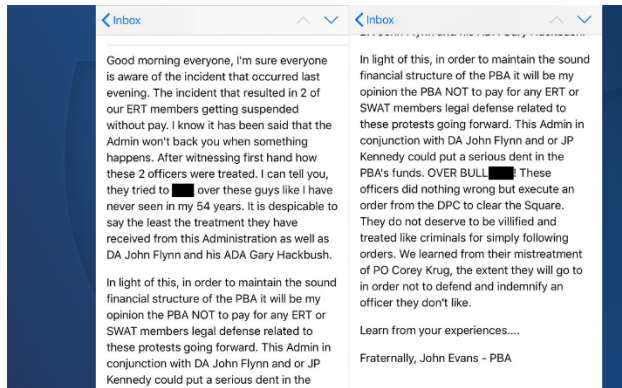 Inbox
Good morning everyone, I'm sure everyone
is aware of the incident that occurred last
evening. The incident that resulted in 2 of
our ERT members getting suspended
without pay. I know it has been said that the
Admin won't back you when something
happens. After witnessing first hand how
these 2 officers were treated. I can tell you,
they tried to over these guys like I have
never seen in my 54 years. It is despicable to
say the least the treatment they have
received from this Administration as well as
DA John Flynn and his ADA Gary Hackbush.
In light of this, in order to maintain the sound
financial structure of the PBA it will be my
opinion the PBA NOT to pay for any ERT or
SWAT members legal defense related to
these protests going forward. This Admin in
conjunction with DA John Flynn and or JP
Kennedy could put a serious dent in the
Inbox
DA John Flynn and his ADA Gary Hackbush.
In light of this, in order to maintain the sound
financial structure of the PBA it will be my
opinion the PBA NOT to pay for any ERT or
SWAT members legal defense related to
these protests going forward. This Admin in
conjunction with DA John Flynn and or JP
Kennedy could put a serious dent in the
PBA's funds. OVER BULL! These
officers did nothing wrong but execute an
order from the DPC to clear the Square.
They do not deserve to be villified and
treated like criminals for simply following
orders. We learned from their mistreatment
of PO Corey Krug, the extent they will go to
in order not to defend and indemnify an
officer they don't like.
Learn from your experiences....
Fraternally, John Evans - PBA